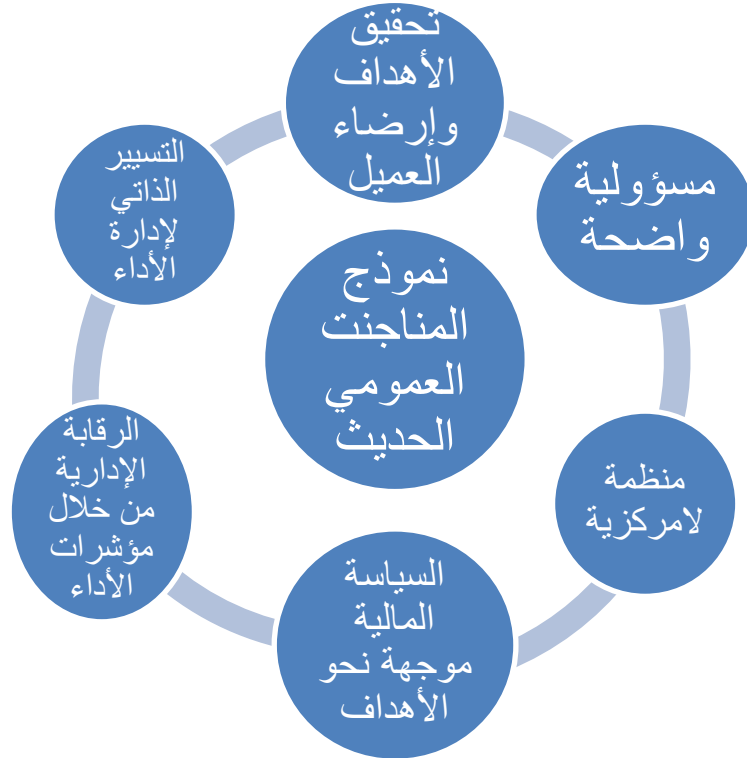 تحقيق
الأهداف
وإرضاء
العميل
مسؤولية
واضحة
منظمة
لامركزية
السياسة
المالية
موجهة نحو
الأهداف
الرقابة
الإدارية
من خلال
مؤشرات
الأداء
التسيير
الذاتي
لإدارة
الأداء
نموذج
المناجنت
العمومي
الحديث